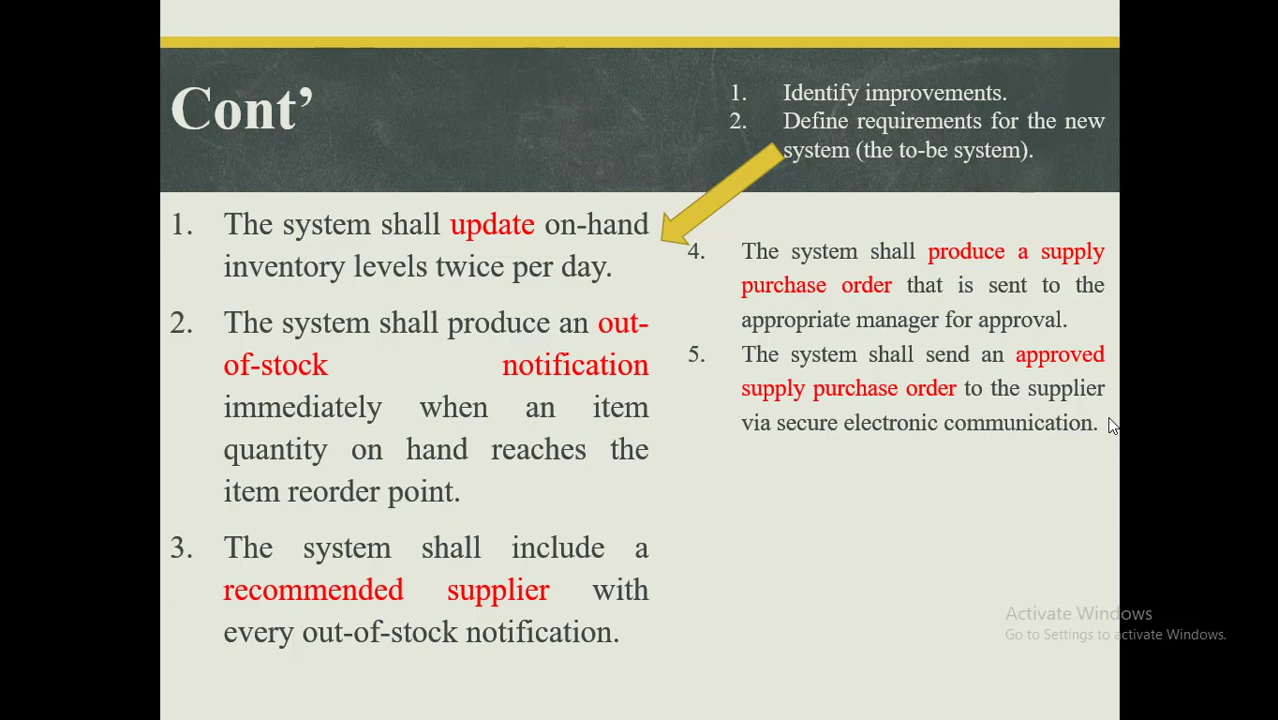 Cont’
1. Identify improvements.
2. Define requirements for the new
system (the to-be system).
1. The system shall update on-hand
inventory levels twice per day.
2. The system shall produce an out-
of-stock notification
immediately when an item
quantity on hand reaches the
item reorder point.
3. The system shall include a
recommended supplier with
every out-of-stock notification.
4. The system shall produce a supply
purchase order that is sent to the
appropriate manager for approval.
5. The system shall send an approved
supply purchase order to the supplier
via secure electronic communication.
Activate Windows
Go to Settings to activate Windows.